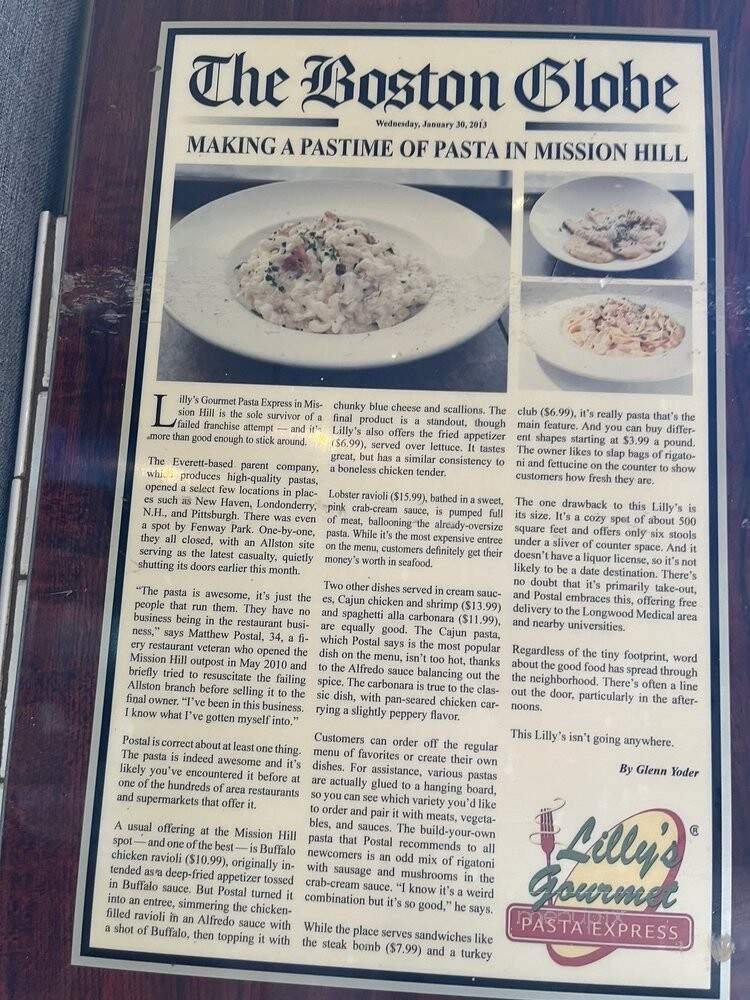 The Boston Globe
Wednesday, January 30, 2013
MAKING A PASTIME OF PASTA IN MISSION HILL
Lilly's Gourmet Pasta Express in Mis-
sion Hill is the sole survivor of a
failed franchise attempt — and it's
more than good enough to stick around.
The Everett-based parent company,
which produces high-quality pastas,
opened a select few locations in plac-
es such as New Haven, Londonderry,
N.H., and Pittsburgh. There was even
a spot by Fenway Park. One-by-one,
they all closed, with an Allston site
serving as the latest casualty, quietly
shutting its doors earlier this month.
"The pasta is awesome, it's just the
people that run them. They have no
business being in the restaurant busi-
ness," says Matthew Postal, 34, a fi-
ery restaurant veteran who opened the
Mission Hill outpost in May 2010 and
briefly tried to resuscitate the failing
Allston branch before selling it to the
final owner. "I've been in this business.
I know what I've gotten myself into."
Postal is correct about at least one thing.
The pasta is indeed awesome and it's
likely you've encountered it before at
one of the hundreds of area restaurants
and supermarkets that offer it.
A usual offering at the Mission Hill
spot — and one of the best — is Buffalo
chicken ravioli ($10.99), originally in-
tended as a deep-fried appetizer tossed
in Buffalo sauce. But Postal turned it
into an entree, simmering the chicken-
filled ravioli in an Alfredo sauce with
a shot of Buffalo, then topping it with
chunky blue cheese and scallions. The
final product is a standout, though
Lilly's also offers the fried appetizer
($6.99), served over lettuce. It tastes
great, but has a similar consistency to
a boneless chicken tender.
Lobster ravioli ($15.99), bathed in a sweet,
pink crab-cream sauce, is pumped full
of meat, ballooning the already-oversize
pasta. While it's the most expensive entree
on the menu, customers definitely get their
money's worth in seafood.
Two other dishes served in cream sauc-
es, Cajun chicken and shrimp ($13.99)
and spaghetti alla carbonara ($11.99),
are equally good. The Cajun pasta,
which Postal says is the most popular
dish on the menu, isn't too hot, thanks
to the Alfredo sauce balancing out the
spice. The carbonara is true to the clas-
sic dish, with pan-seared chicken car-
rying a slightly peppery flavor.
Customers can order off the regular
menu of favorites or create their own
dishes. For assistance, various pastas
are actually glued to a hanging board,
so you can see which variety you'd like
to order and pair it with meats, vegeta-
bles, and sauces. The build-your-own
pasta that Postal recommends to all
newcomers is an odd mix of rigatoni
with sausage and mushrooms in the
crab-cream sauce. "I know it's a weird
combination but it's so good," he says.
While the place serves sandwiches like
the steak bomb ($7.99) and a turkey
club ($6.99), it's really pasta that's the
main feature. And you can buy differ-
ent shapes starting at $3.99 a pound.
The owner likes to slap bags of rigato-
ni and fettucine on the counter to show
customers how fresh they are.
The one drawback to this Lilly's is
its size. It's a cozy spot of about 500
square feet and offers only six stools
under a sliver of counter space. And it
doesn't have a liquor license, so it's not
likely to be a date destination. There's
no doubt that it's primarily take-out,
and Postal embraces this, offering free
delivery to the Longwood Medical area
and nearby universities.
Regardless of the tiny footprint, word
about the good food has spread through
the neighborhood. There's often a line
out the door, particularly in the after-
noons.
This Lilly's isn't going anywhere.
By Glenn Yoder
Lilly's ®
Gourmet
menupix
PASTA EXPRESS